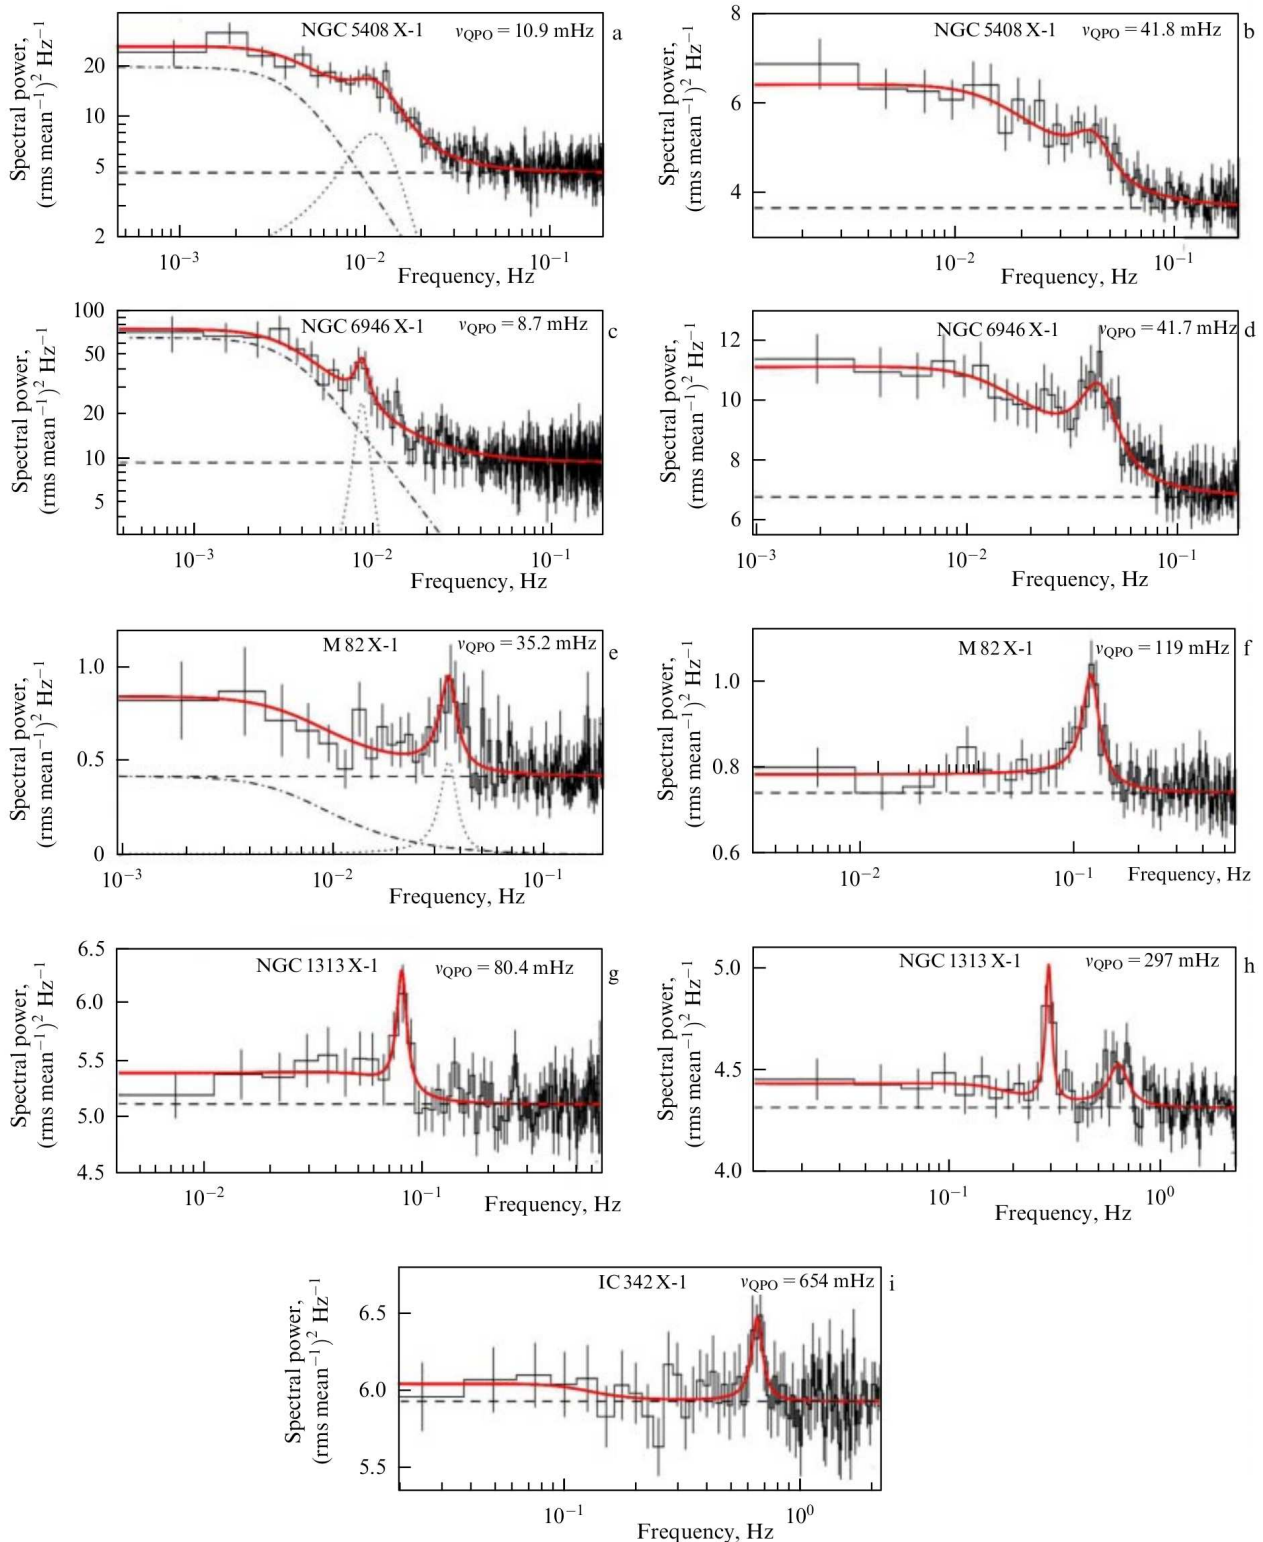 NGC 5408 X-1 νQPO = 10.9 mHz a
Spectral power,
(rms mean⁻¹)² Hz⁻¹
20
10
5
2
10⁻³ 10⁻² 10⁻¹
Frequency, Hz
NGC 5408 X-1 νQPO = 41.8 mHz b
Spectral power,
(rms mean⁻¹)² Hz⁻¹
8
6
4
10⁻² 10⁻¹
Frequency, Hz
NGC 6946 X-1 νQPO = 8.7 mHz c
Spectral power,
(rms mean⁻¹)² Hz⁻¹
100
50
20
10
5
10⁻³ 10⁻² 10⁻¹
Frequency, Hz
NGC 6946 X-1 νQPO = 41.7 mHz d
Spectral power,
(rms mean⁻¹)² Hz⁻¹
12
10
8
6
10⁻³ 10⁻² 10⁻¹
Frequency, Hz
M 82 X-1 νQPO = 35.2 mHz e
Spectral power,
(rms mean⁻¹)² Hz⁻¹
1.0
0.5
0
10⁻³ 10⁻² 10⁻¹
Frequency, Hz
M 82 X-1 νQPO = 119 mHz f
Spectral power,
(rms mean⁻¹)² Hz⁻¹
1.0
0.8
0.6
10⁻² 10⁻¹ Frequency, Hz
NGC 1313 X-1 νQPO = 80.4 mHz g
Spectral power,
(rms mean⁻¹)² Hz⁻¹
6.5
6.0
5.5
5.0
4.5
10⁻² 10⁻¹ Frequency, Hz
NGC 1313 X-1 νQPO = 297 mHz h
Spectral power,
(rms mean⁻¹)² Hz⁻¹
5.0
4.5
4.0
10⁻¹ 10⁰
Frequency, Hz
IC 342 X-1 νQPO = 654 mHz i
Spectral power,
(rms mean⁻¹)² Hz⁻¹
6.5
6.0
5.5
10⁻¹ 10⁰
Frequency, Hz